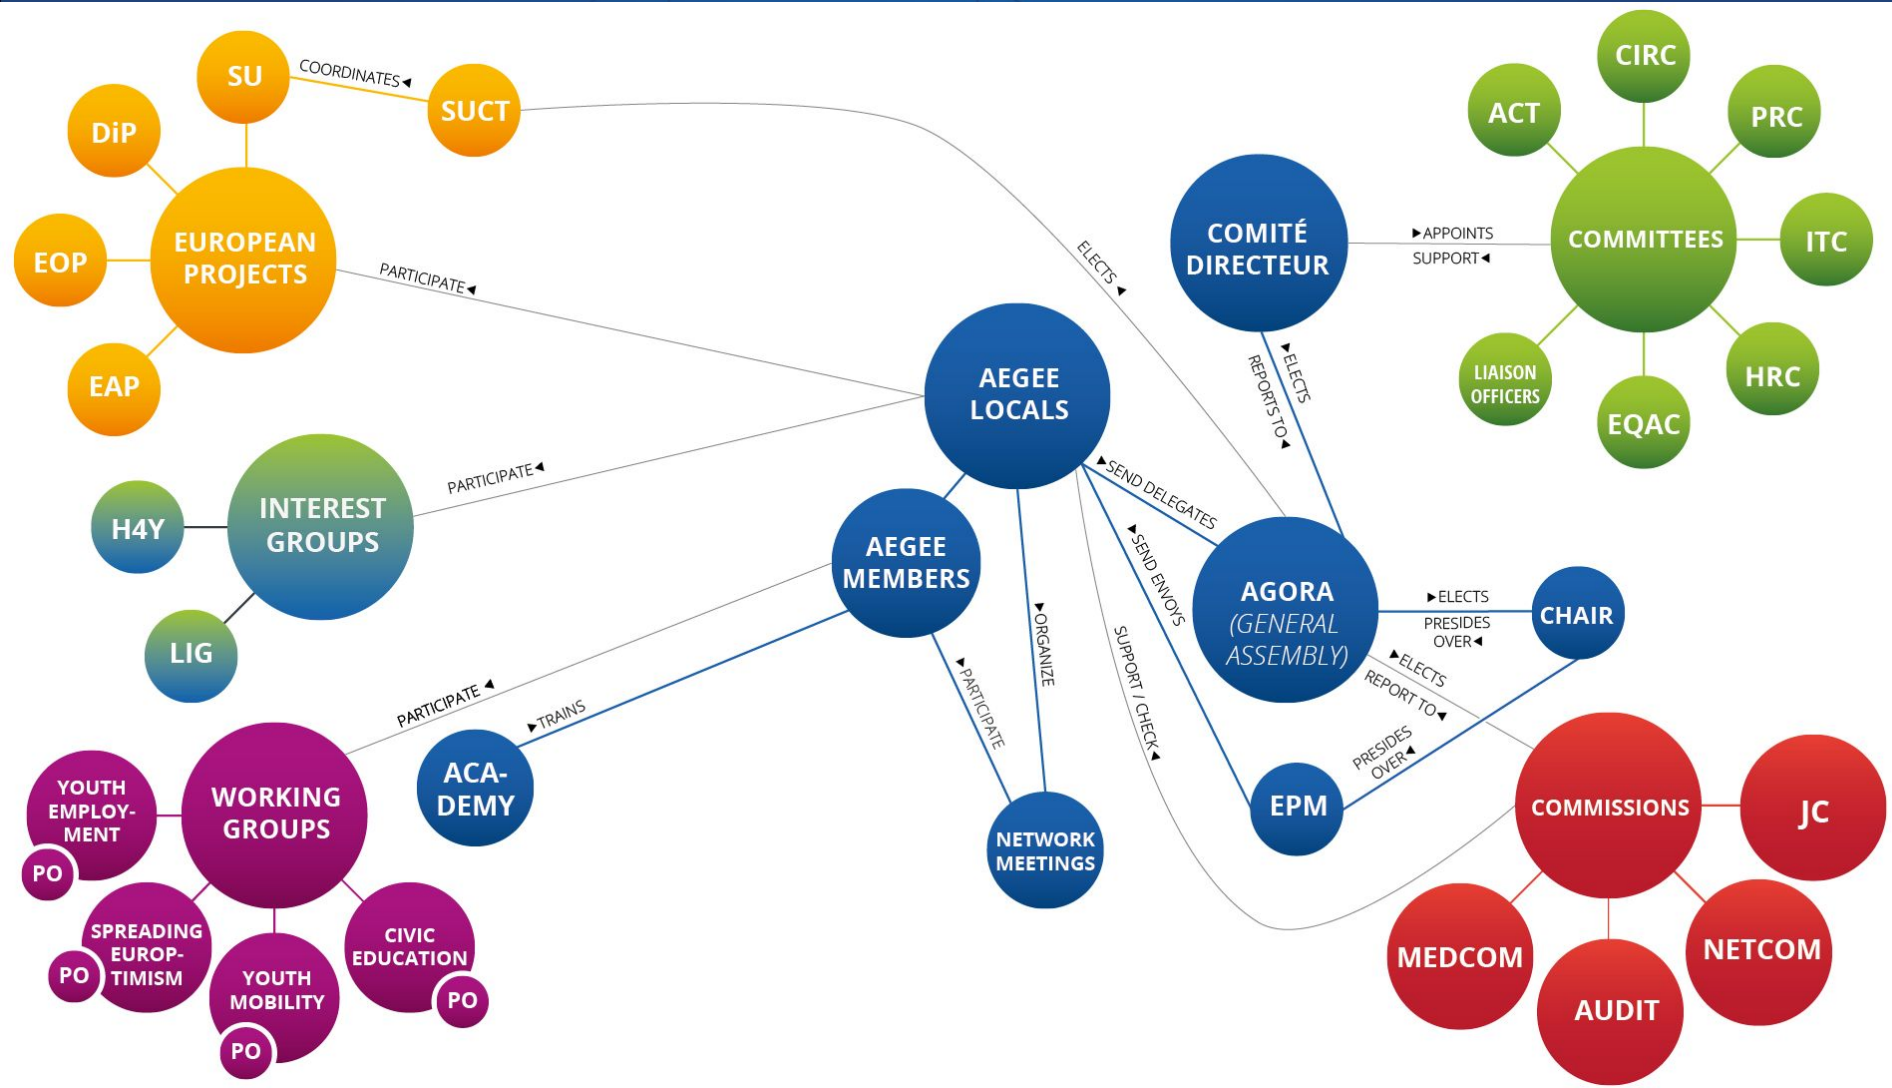 SU
COORDINATES◄
SUCT
DiP
EUROPEAN
PROJECTS
EOP
EAP
PARTICIPATE◄
ELECTS ◄
COMITÉ
DIRECTEUR
►APPOINTS
SUPPORT◄
COMMITTEES
CIRC
ACT
PRC
ITC
HRC
EQAC
LIAISON
OFFICERS
AEGEE
LOCALS
◄ELECTS
REPORTS TO◄
INTEREST
GROUPS
PARTICIPATE◄
H4Y
LIG
AEGEE
MEMBERS
►SEND DELEGATES
◄SEND ENVOYS
AGORA
(GENERAL
ASSEMBLY)
►ELECTS
PRESIDES
OVER◄
CHAIR
►ELECTS
REPORT TO◄
PRESIDES
OVER◄
EPM
SUPPORT / CHECK◄
►ORGANIZE
◄PARTICIPATE
NETWORK
MEETINGS
PARTICIPATE ◄
►TRAINS
ACA-
DEMY
WORKING
GROUPS
YOUTH
EMPLOY-
MENT
PO
SPREADING
EUROP-
TIMISM
PO
YOUTH
MOBILITY
PO
CIVIC
EDUCATION
PO
COMMISSIONS
JC
NETCOM
AUDIT
MEDCOM